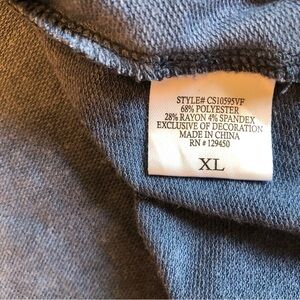 STYLE# CS10595VF
68% POLYESTER
28% RAYON 4% SPANDEX
EXCLUSIVE OF DECORATION
MADE IN CHINA
RN # 129450
XL